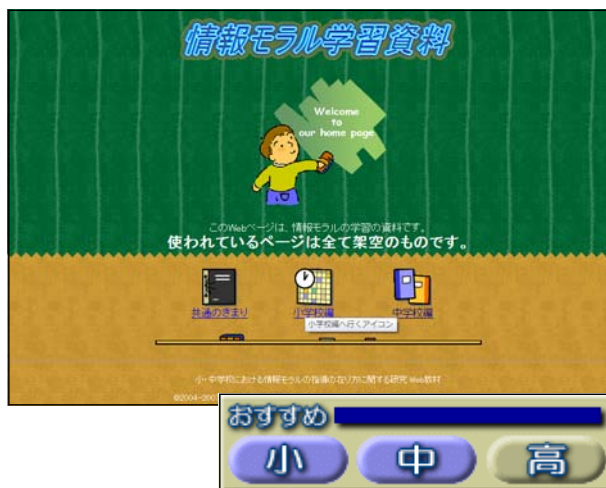 情報モラル学習資料
Welcome
to
our home page
このWebページは、情報モラルの学習の資料です。
使われているページは全て架空のものです。
共通のきまり
小学校編
中学校編
小学校編へ行くアイコン
小・中学校における情報モラルの指導の在り方に関する研究 Web教材
©2004-200
おすすめ
小
中
高